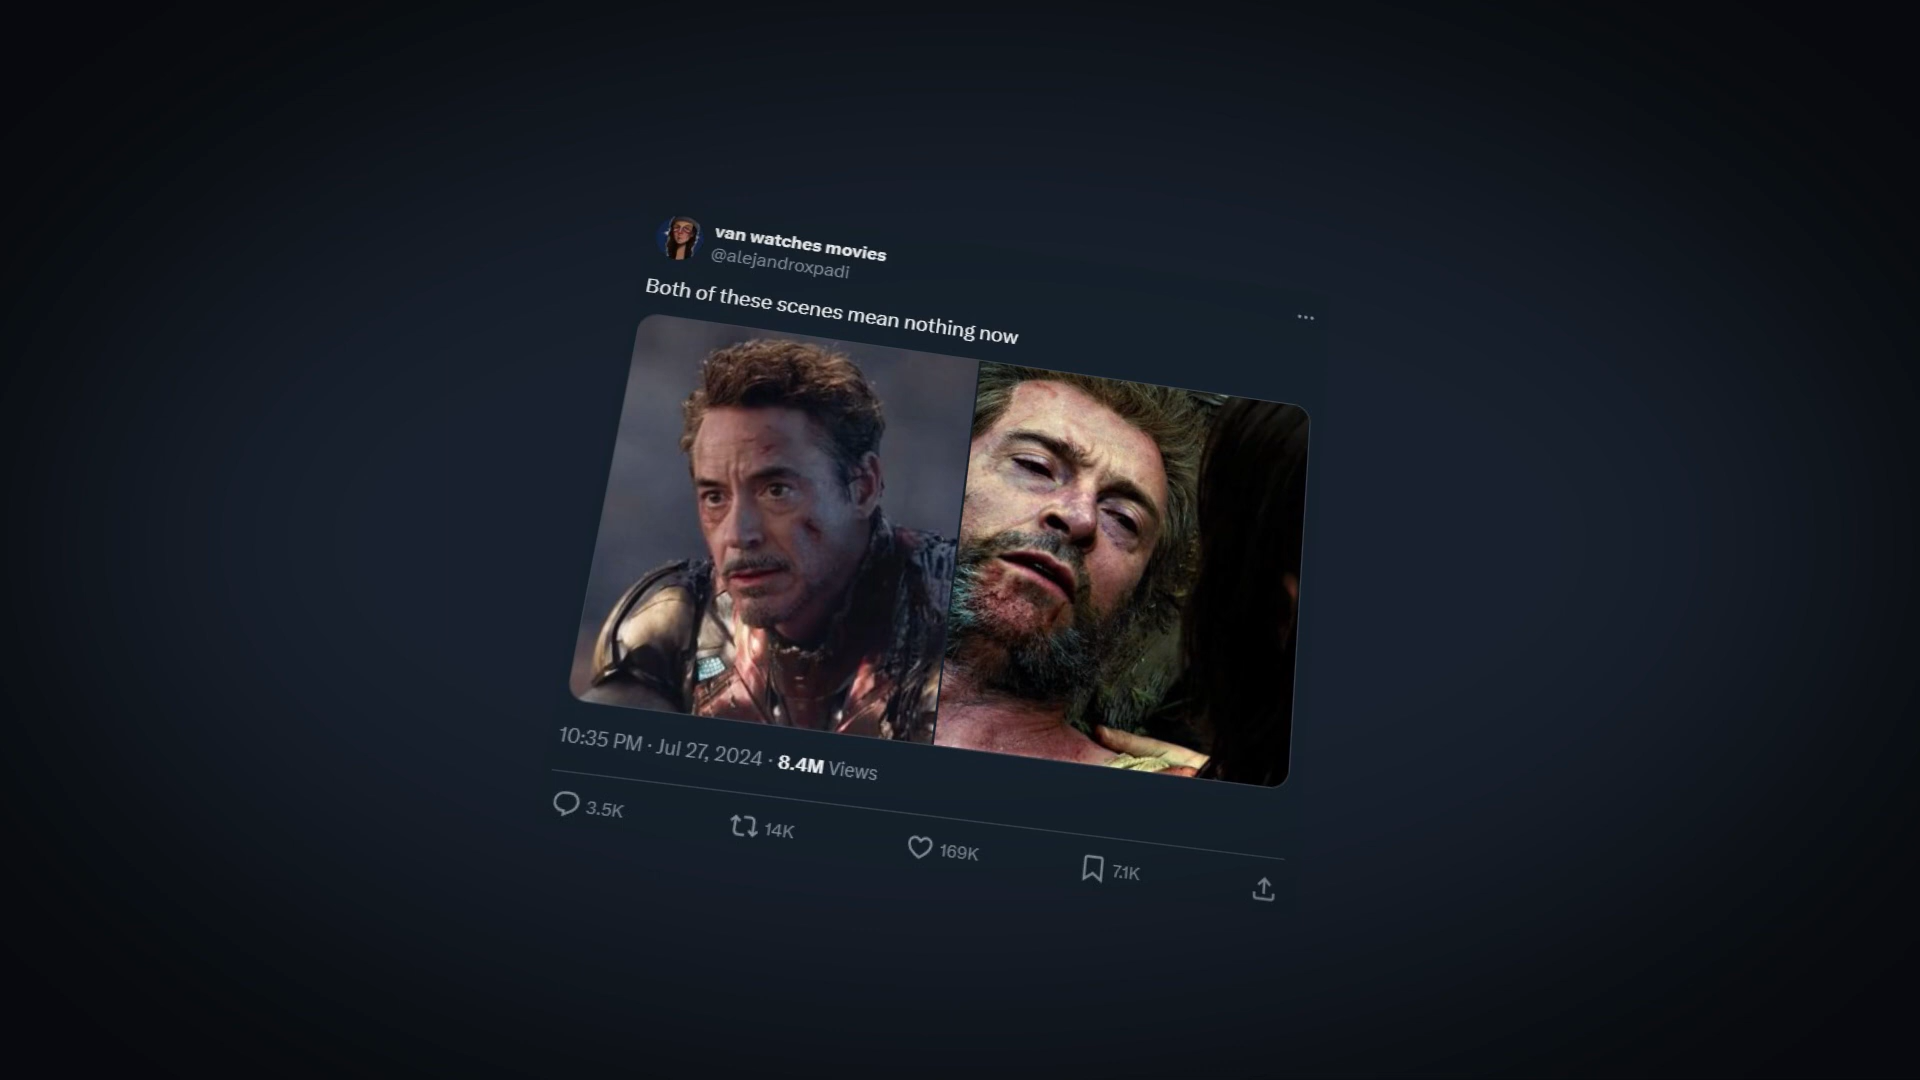 van watches movies
@alejandroxpadi
Both of these scenes mean nothing now
10:35 PM · Jul 27, 2024 · 8.4M Views
3.5K 14K 169K 7.1K